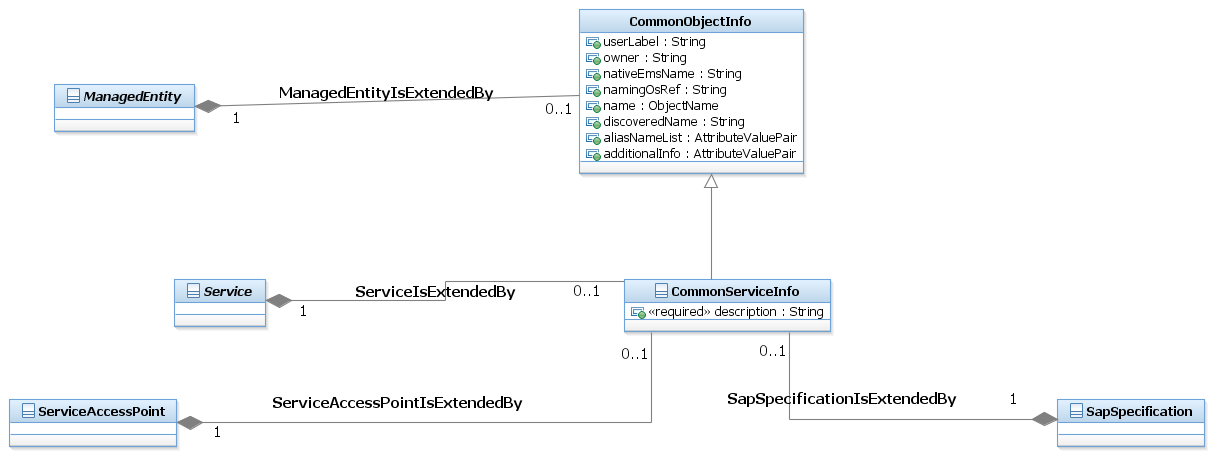 CommonObjectInfo
userLabel : String
owner : String
nativeEmsName : String
namingOsRef : String
name : ObjectName
discoveredName : String
aliasNameList : AttributeValuePair
additionalInfo : AttributeValuePair
ManagedEntity
ManagedEntityIsExtendedBy
1
0..1
Service
ServiceIsExtendedBy
1
0..1
CommonServiceInfo
«required» description : String
0..1
0..1
ServiceAccessPoint
ServiceAccessPointIsExtendedBy
1
SapSpecificationIsExtendedBy
1
SapSpecification